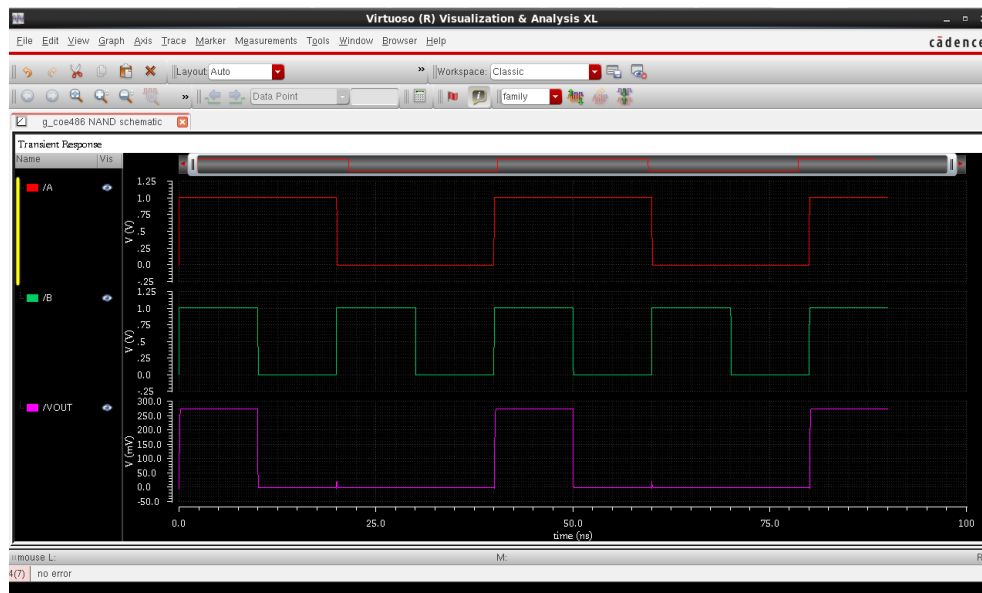 Virtuoso (R) Visualization & Analysis XL
File Edit View Graph Axis Trace Marker Measurements Tools Window Browser Help
cādence
Layout Auto » Workspace: Classic
» Data Point family
g_coe486 NAND schematic
Transient Response
Name Vis
/A
1.25
1.0
.75
.5
.25
0.0
-.25
V (V)
/B
1.25
1.0
.75
.5
.25
0.0
-.25
V (V)
/VOUT
300.0
250.0
200.0
150.0
100.0
50.0
0.0
-50.0
V (mV)
0.0 25.0 50.0 75.0 100
time (ns)
mouse L: M: R
4(7) no error